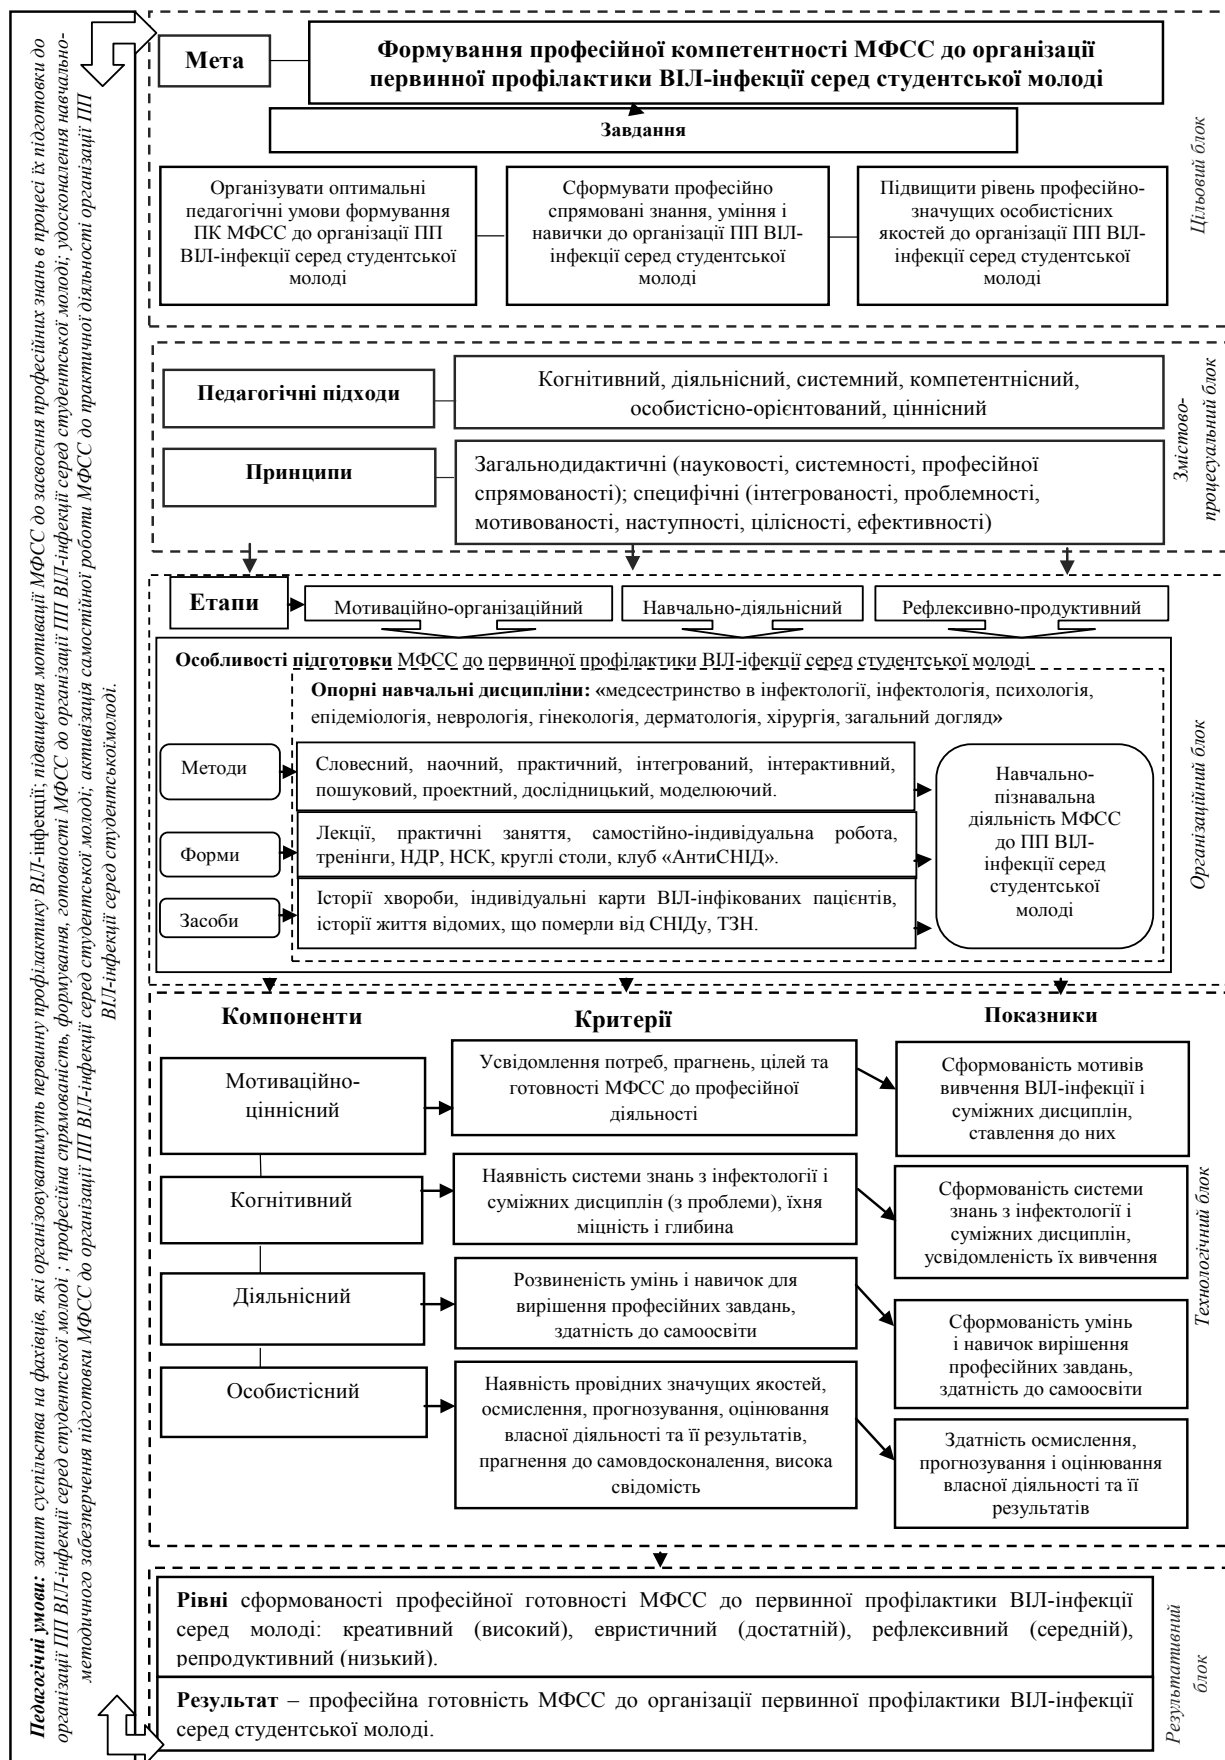 Педагогічні умови: запит суспільства на фахівців, які організовуватимуть первинну профілактику ВІЛ-інфекції; підвищення мотивації МФСС до засвоєння професійних знань в процесі їх підготовки до
організації ПП ВІЛ-інфекції серед студентської молоді ; професійна спрямованість, формування, готовності МФСС до організації ПП ВІЛ-інфекції серед студентської молоді; удосконалення навчально-
методичного забезперчення підготовки МФСС до організації ПП ВІЛ-інфекції серед студентської молоді; активізація самостійної роботи МФСС до практичної діяльності організації ПП
ВІЛ-інфекції серед студентськоїмолоді.
Мета
Формування професійної компетентності МФСС до організації
первинної профілактики ВІЛ-інфекції серед студентської молоді
Завдання
Організувати оптимальні
педагогічні умови формування
ПК МФСС до організації ПП
ВІЛ-інфекції серед студентської
молоді
Сформувати професійно
спрямовані знання, уміння і
навички до організації ПП ВІЛ-
інфекції серед студентської
молоді
Підвищити рівень професійно-
значущих особистісних
якостей до організації ПП ВІЛ-
інфекції серед студентської
молоді
Цільовий блок
Педагогічні підходи
Когнітивний, діяльнісний, системний, компетентнісний,
особистісно-орієнтований, ціннісний
Принципи
Загальнодидактичні (науковості, системності, професійної
спрямованості); специфічні (інтегрованості, проблемності,
мотивованості, наступності, цілісності, ефективності)
Змістово-
процесуальний блок
Етапи
Мотиваційно-організаційний
Навчально-діяльнісний
Рефлексивно-продуктивний
Особливості підготовки МФСС до первинної профілактики ВІЛ-іфекції серед студентської молоді
Опорні навчальні дисципліни: «медсестринство в інфектології, інфектологія, психологія,
епідеміологія, неврологія, гінекологія, дерматологія, хірургія, загальний догляд»
Методи
Словесний, наочний, практичний, інтегрований, інтерактивний,
пошуковий, проектний, дослідницький, моделюючий.
Форми
Лекції, практичні заняття, самостійно-індивідуальна робота,
тренінги, НДР, НСК, круглі столи, клуб «АнтиСНІД».
Засоби
Історії хвороби, індивідуальні карти ВІЛ-інфікованих пацієнтів,
історії життя відомих, що померли від СНІДу, ТЗН.
Навчально-
пізнавальна
діяльність МФСС
до ПП ВІЛ-
інфекції серед
студентської
молоді
Організаційний блок
Компоненти
Критерії
Показники
Мотиваційно-
ціннісний
Усвідомлення потреб, прагнень, цілей та
готовності МФСС до професійної
діяльності
Сформованість мотивів
вивчення ВІЛ-інфекції і
суміжних дисциплін,
ставлення до них
Когнітивний
Наявність системи знань з інфектології і
суміжних дисциплін (з проблеми), їхня
міцність і глибина
Сформованість системи
знань з інфектології і
суміжних дисциплін,
усвідомленість їх вивчення
Діяльнісний
Розвиненість умінь і навичок для
вирішення професійних завдань,
здатність до самоосвіти
Сформованість умінь
і навичок вирішення
професійних завдань,
здатність до самоосвіти
Особистісний
Наявність провідних значущих якостей,
осмислення, прогнозування, оцінювання
власної діяльності та її результатів,
прагнення до самовдосконалення, висока
свідомість
Здатність осмислення,
прогнозування і оцінювання
власної діяльності та її
результатів
Технологічний блок
Рівні сформованості професійної готовності МФСС до первинної профілактики ВІЛ-інфекції
серед молоді: креативний (високий), евристичний (достатній), рефлексивний (середній),
репродуктивний (низький).
Результат – професійна готовність МФСС до організації первинної профілактики ВІЛ-інфекції
серед студентської молоді.
Результативний
блок